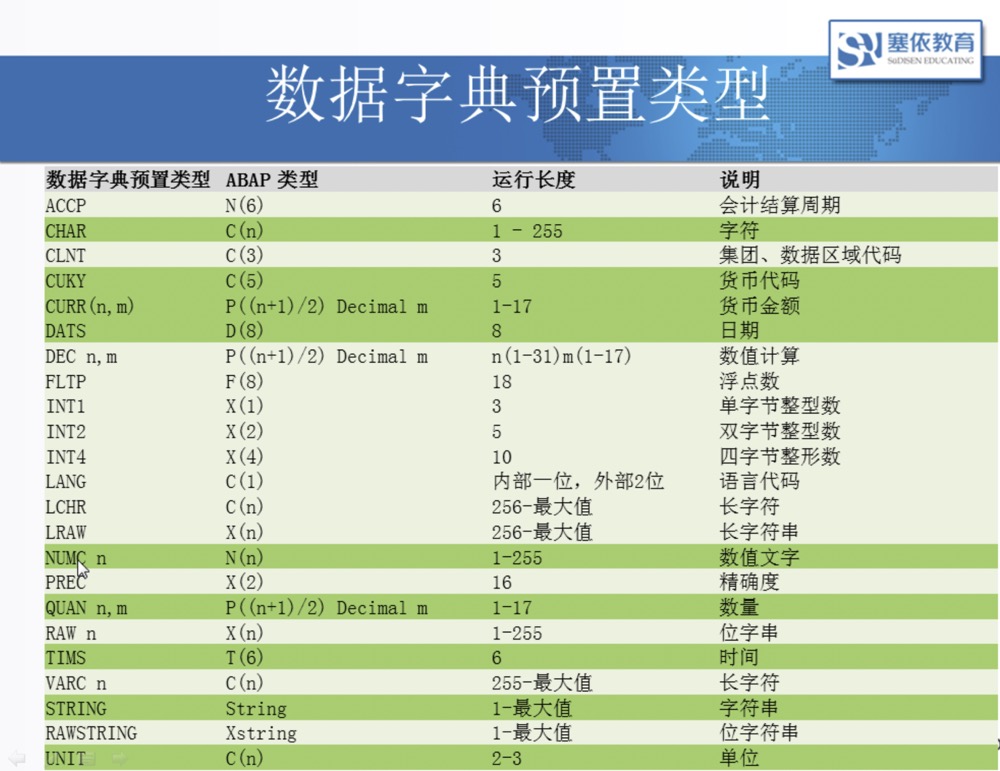 塞依教育
SaDISEN EDUCATING
数据字典预置类型
数据字典预置类型 ABAP 类型 运行长度 说明
ACCP N(6) 6 会计结算周期
CHAR C(n) 1 - 255 字符
CLNT C(3) 3 集团、数据区域代码
CUKY C(5) 5 货币代码
CURR(n,m) P((n+1)/2) Decimal m 1-17 货币金额
DATS D(8) 8 日期
DEC n,m P((n+1)/2) Decimal m n(1-31)m(1-17) 数值计算
FLTP F(8) 18 浮点数
INT1 X(1) 3 单字节整型数
INT2 X(2) 5 双字节整型数
INT4 X(4) 10 四字节整形数
LANG C(1) 内部一位，外部2位 语言代码
LCHR C(n) 256-最大值 长字符
LRAW X(n) 256-最大值 长字符串
NUMC n N(n) 1-255 数值文字
PREC X(2) 16 精确度
QUAN n,m P((n+1)/2) Decimal m 1-17 数量
RAW n X(n) 1-255 位字串
TIMS T(6) 6 时间
VARC n C(n) 255-最大值 长字符
STRING String 1-最大值 字符串
RAWSTRING Xstring 1-最大值 位字符串
UNIT C(n) 2-3 单位